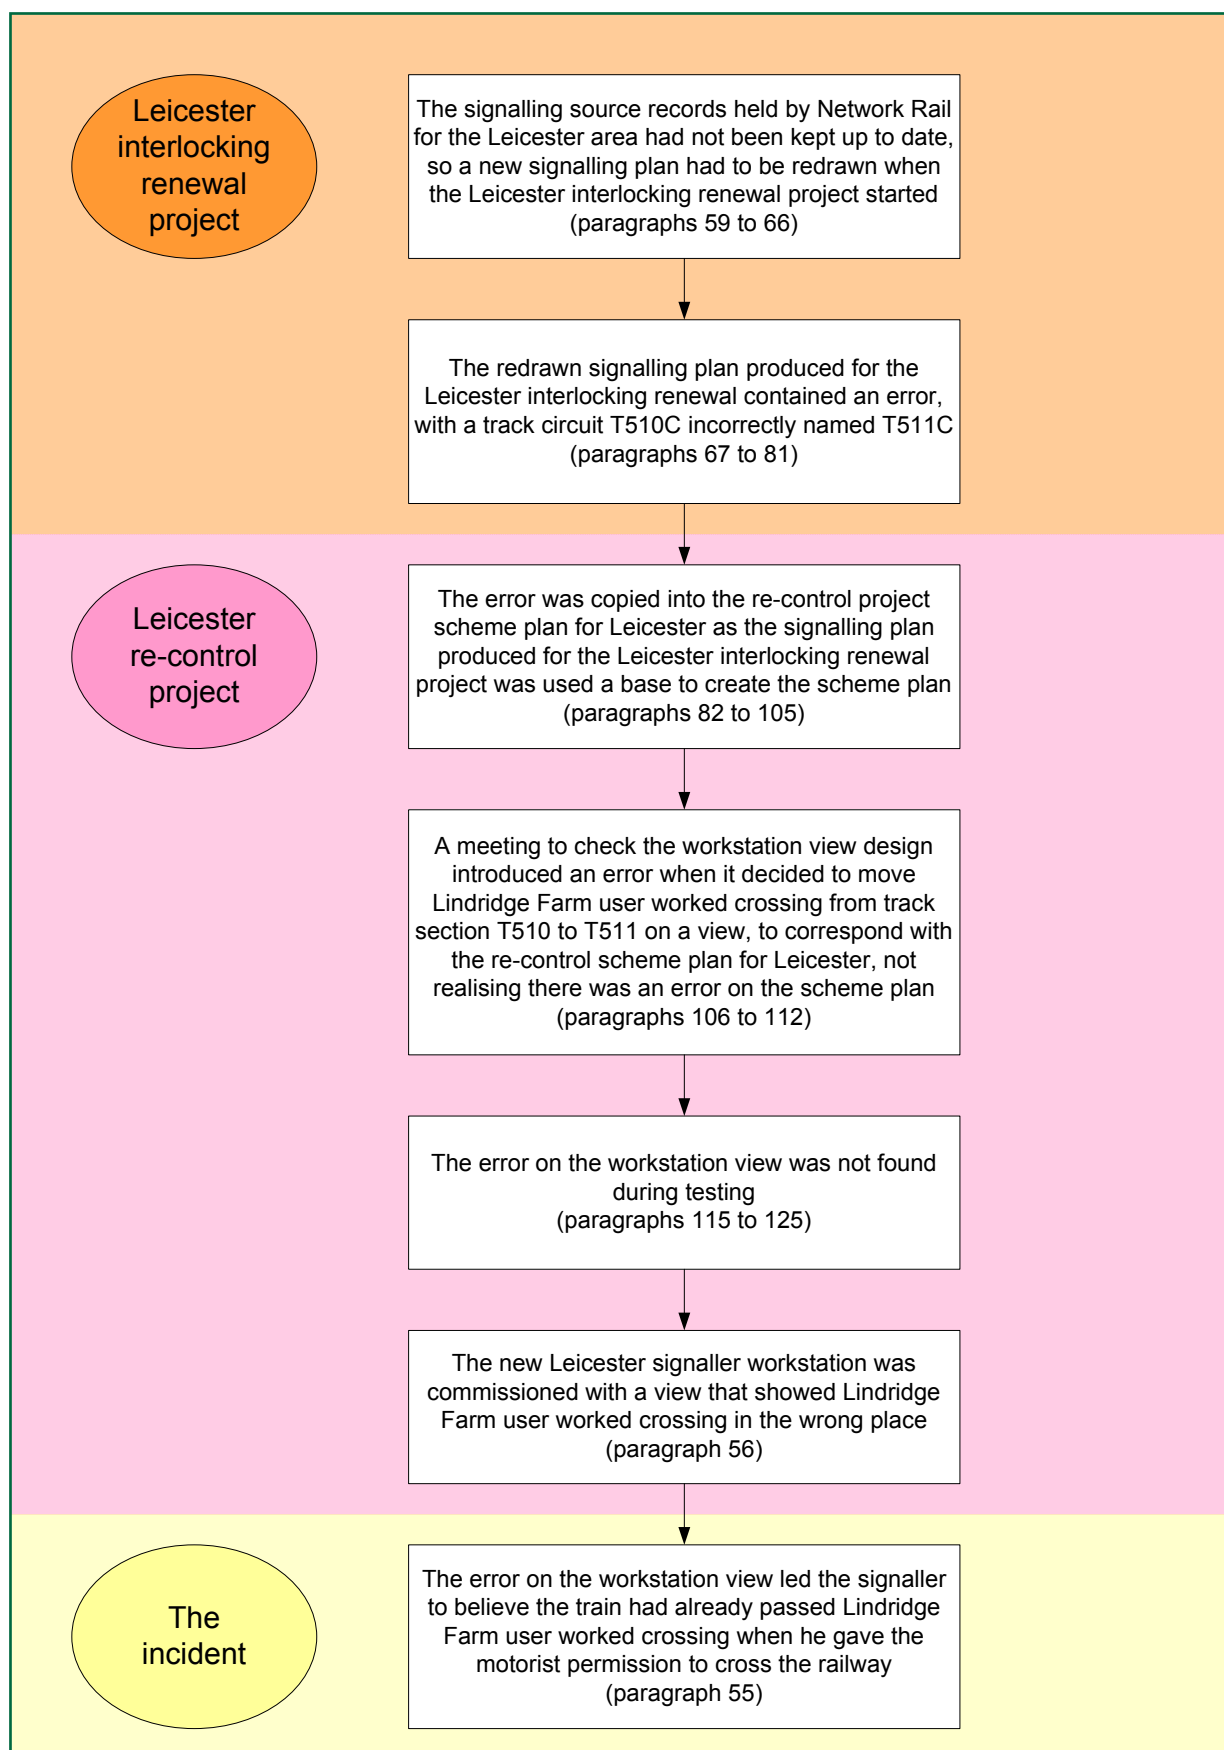 Leicester
interlocking
renewal
project
The signalling source records held by Network Rail
for the Leicester area had not been kept up to date,
so a new signalling plan had to be redrawn when
the Leicester interlocking renewal project started
(paragraphs 59 to 66)
The redrawn signalling plan produced for the
Leicester interlocking renewal contained an error,
with a track circuit T510C incorrectly named T511C
(paragraphs 67 to 81)
Leicester
re-control
project
The error was copied into the re-control project
scheme plan for Leicester as the signalling plan
produced for the Leicester interlocking renewal
project was used a base to create the scheme plan
(paragraphs 82 to 105)
A meeting to check the workstation view design
introduced an error when it decided to move
Lindridge Farm user worked crossing from track
section T510 to T511 on a view, to correspond with
the re-control scheme plan for Leicester, not
realising there was an error on the scheme plan
(paragraphs 106 to 112)
The error on the workstation view was not found
during testing
(paragraphs 115 to 125)
The new Leicester signaller workstation was
commissioned with a view that showed Lindridge
Farm user worked crossing in the wrong place
(paragraph 56)
The
incident
The error on the workstation view led the signaller
to believe the train had already passed Lindridge
Farm user worked crossing when he gave the
motorist permission to cross the railway
(paragraph 55)